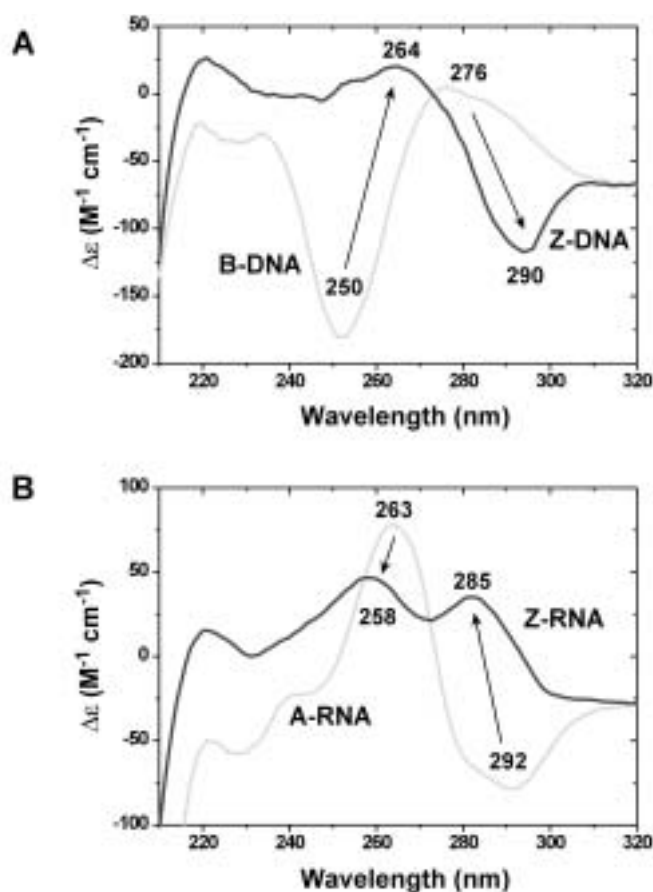 A
50
0
-50
-100
-150
-200
Δε (M⁻¹ cm⁻¹)
264
276
B-DNA
250
Z-DNA
290
220 240 260 280 300 320
Wavelength (nm)
B
100
50
0
-50
-100
Δε (M⁻¹ cm⁻¹)
263
285
258
Z-RNA
A-RNA
292
220 240 260 280 300 320
Wavelength (nm)